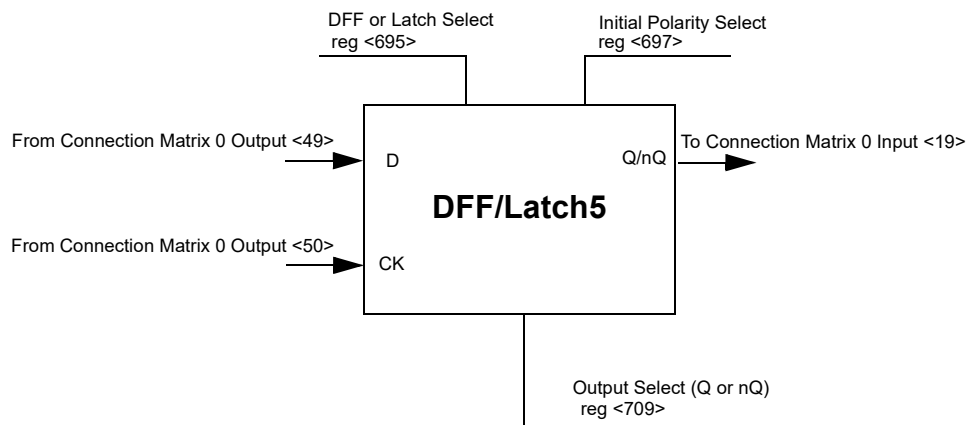 DFF or Latch Select
reg <695>
Initial Polarity Select
reg <697>
From Connection Matrix 0 Output <49>
D
Q/nQ
To Connection Matrix 0 Input <19>
DFF/Latch5
From Connection Matrix 0 Output <50>
CK
Output Select (Q or nQ)
reg <709>